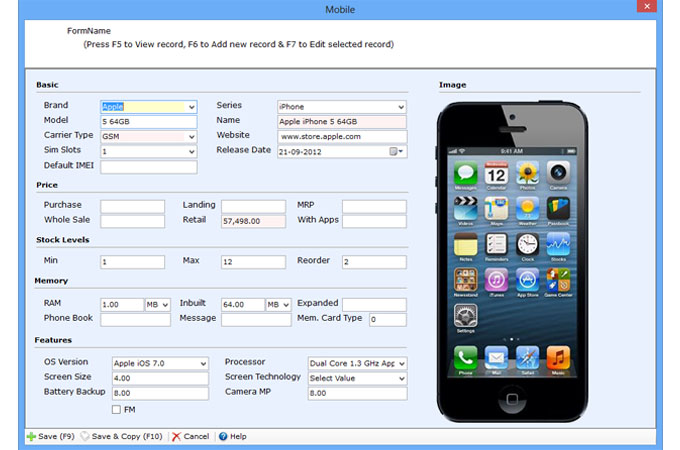 Mobile
FormName
(Press F5 to View record, F6 to Add new record & F7 to Edit selected record)
Basic
Image
Brand Apple Series iPhone
Model 5 64GB Name Apple iPhone 5 64GB
Carrier Type GSM Website www.store.apple.com
Sim Slots 1 Release Date 21-09-2012
Default IMEI
Price
Purchase Landing MRP
Whole Sale Retail 57,498.00 With Apps
Stock Levels
Min 1 Max 12 Reorder 2
Memory
RAM 1.00 MB Inbuilt 64.00 MB Expanded
Phone Book Message Mem. Card Type 0
Features
OS Version Apple iOS 7.0 Processor Dual Core 1.3 GHz App
Screen Size 4.00 Screen Technology Select Value
Battery Backup 8.00 Camera MP 8.00
FM
Save (F9) Save & Copy (F10) Cancel Help
9:41 AM
12
Messages Calendar Photos Camera
Videos Maps Weather Passbook
Notes Reminders Clock Stocks
Newsstand iTunes App Store Game Center
Settings
Phone Mail Safari Music